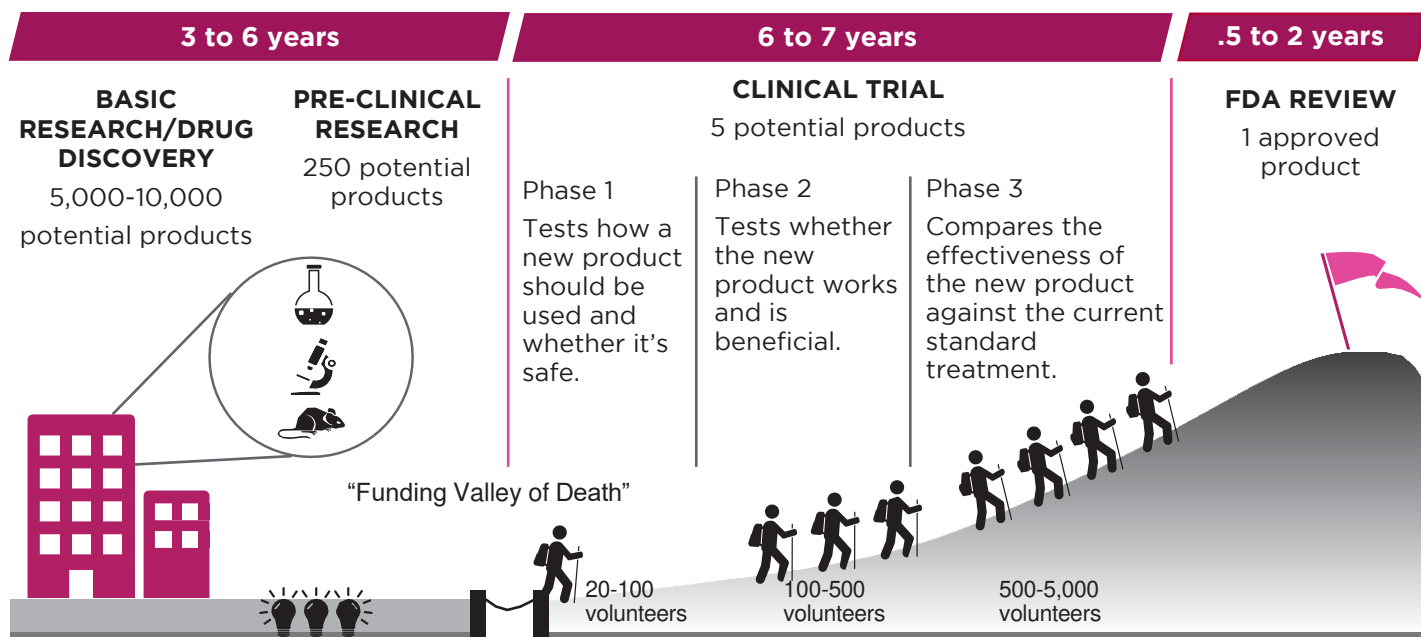 3 to 6 years
6 to 7 years
.5 to 2 years
BASIC
RESEARCH/DRUG
DISCOVERY
5,000-10,000
potential products
PRE-CLINICAL
RESEARCH
250 potential
products
CLINICAL TRIAL
5 potential products
Phase 1
Tests how a
new product
should be
used and
whether it's
safe.
Phase 2
Tests whether
the new
product works
and is
beneficial.
Phase 3
Compares the
effectiveness of
the new product
against the current
standard
treatment.
FDA REVIEW
1 approved
product
“Funding Valley of Death”
20-100
volunteers
100-500
volunteers
500-5,000
volunteers